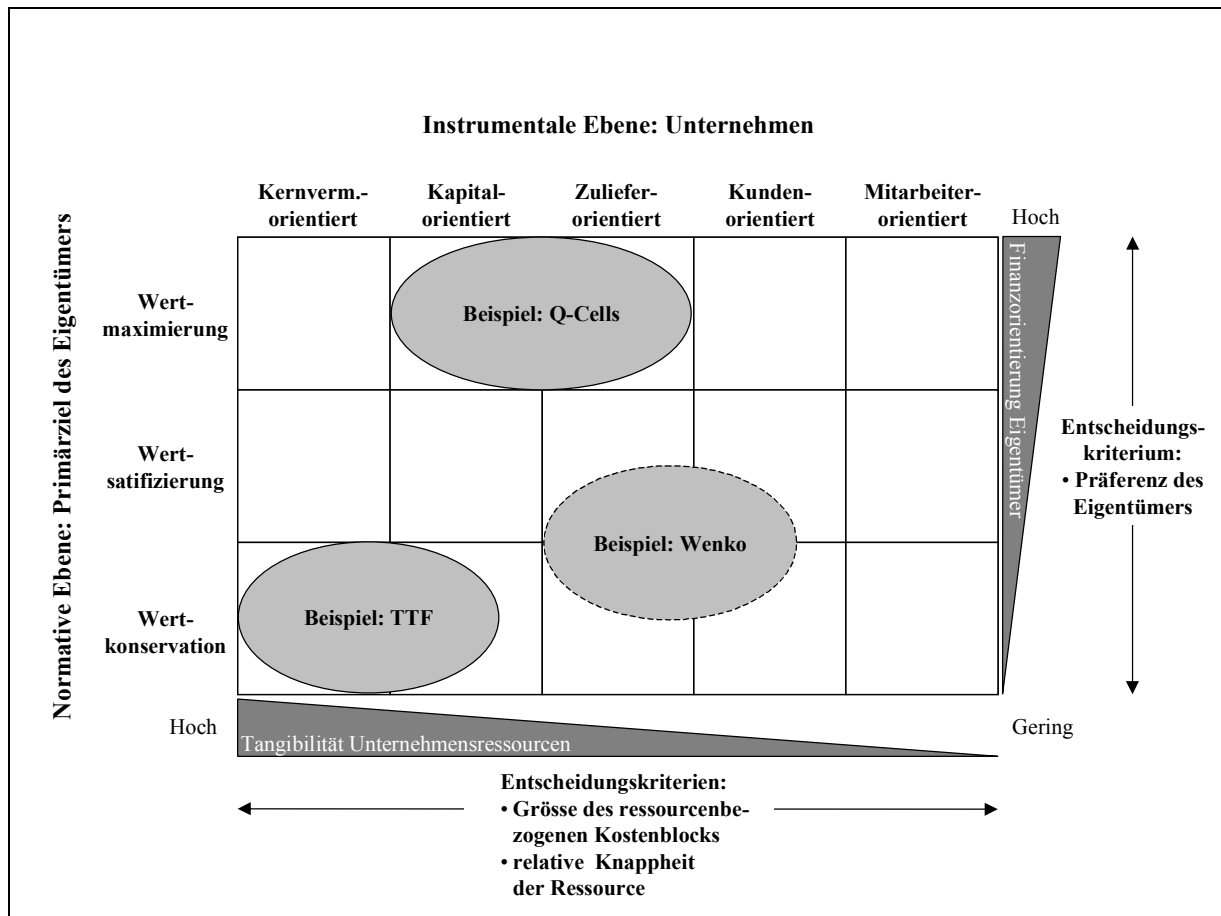 Instrumentale Ebene: Unternehmen
Kernverm.-
orientiert
Kapital-
orientiert
Zuliefer-
orientiert
Kunden-
orientiert
Mitarbeiter-
orientiert
Hoch
Normative Ebene: Primärziel des Eigentümers
Wert-
maximierung
Beispiel: Q-Cells
Finanzorientierung Eigentümer
Wert-
satifizierung
Entscheidungs-
kriterium:
• Präferenz des
Eigentümers
Beispiel: Wenko
Wert-
konservation
Beispiel: TTF
Hoch
Tangibilität Unternehmensressourcen
Gering
Entscheidungskriterien:
• Grösse des ressourcenbe-
zogenen Kostenblocks
• relative Knappheit
der Ressource